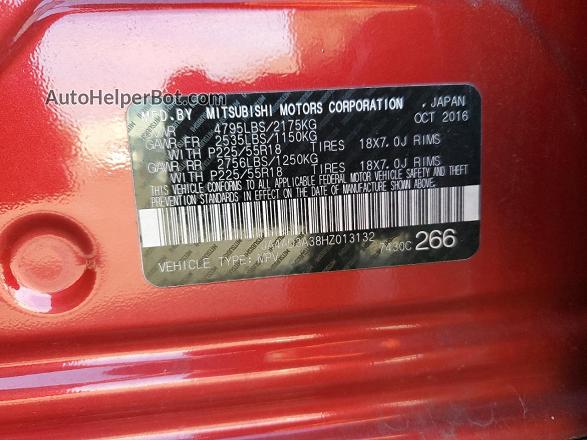 AutoHelperBot.com
MFD.BY MITSUBISHI MOTORS CORPORATION , JAPAN
4795LBS/2175KG OCT 2016
GAWR FR 2535LBS/1150KG
WITH P225/55R18 TIRES 18X7.0J RIMS
GAWR RR 2756LBS/1250KG
WITH P225/55R18 TIRES 18X7.0J RIMS
THIS VEHICLE CONFORMS TO ALL APPLICABLE FEDERAL MOTOR VEHICLE SAFETY, BUMPER, AND THEFT
PREVENTION STANDARDS IN EFFECT ON THE DATE OF MANUFACTURE SHOWN ABOVE.
7430C 266
VEHICLE TYPE: MPV